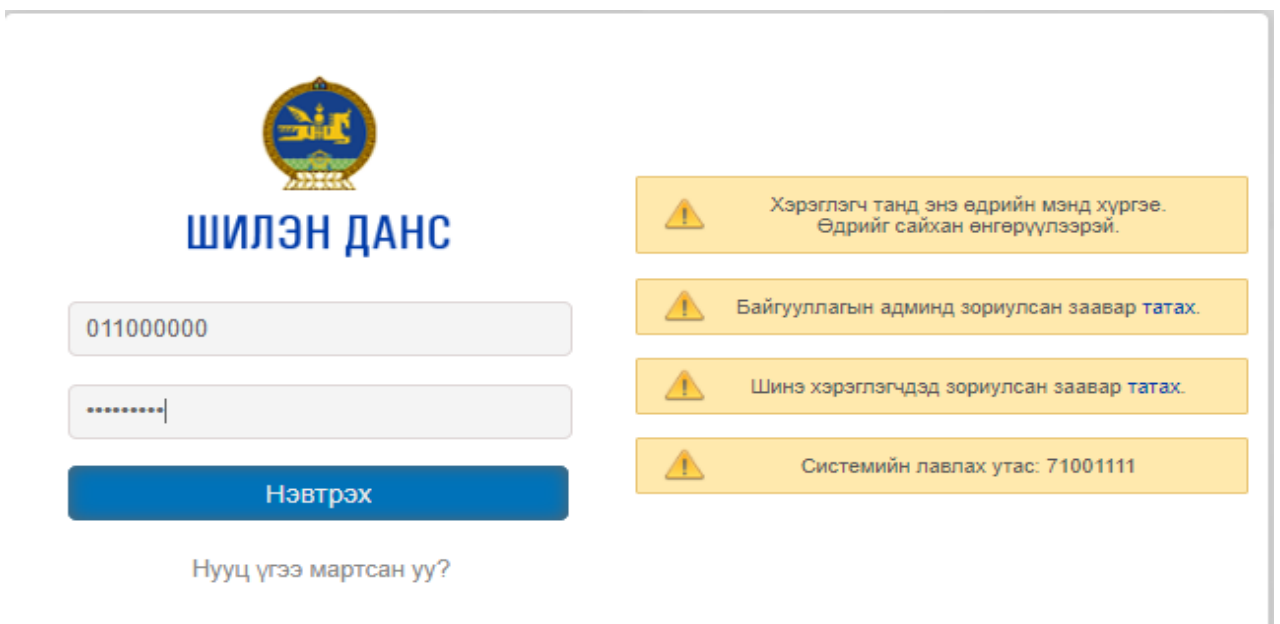 ШИЛЭН ДАНС
011000000
•••••••••
Нэвтрэх
Нууц үгээ мартсан уу?
Хэрэглэгч танд энэ өдрийн мэнд хүргэе.
Өдрийг сайхан өнгөрүүлээрэй.
Байгууллагын админд зориулсан заавар татах.
Шинэ хэрэглэгчдэд зориулсан заавар татах.
Системийн лавлах утас: 71001111